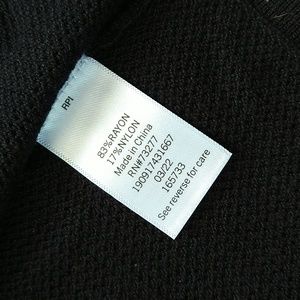 RPI
83%RAYON
17%NYLON
Made in China
RN#73277
190917431667
03/22
165733
See reverse for care